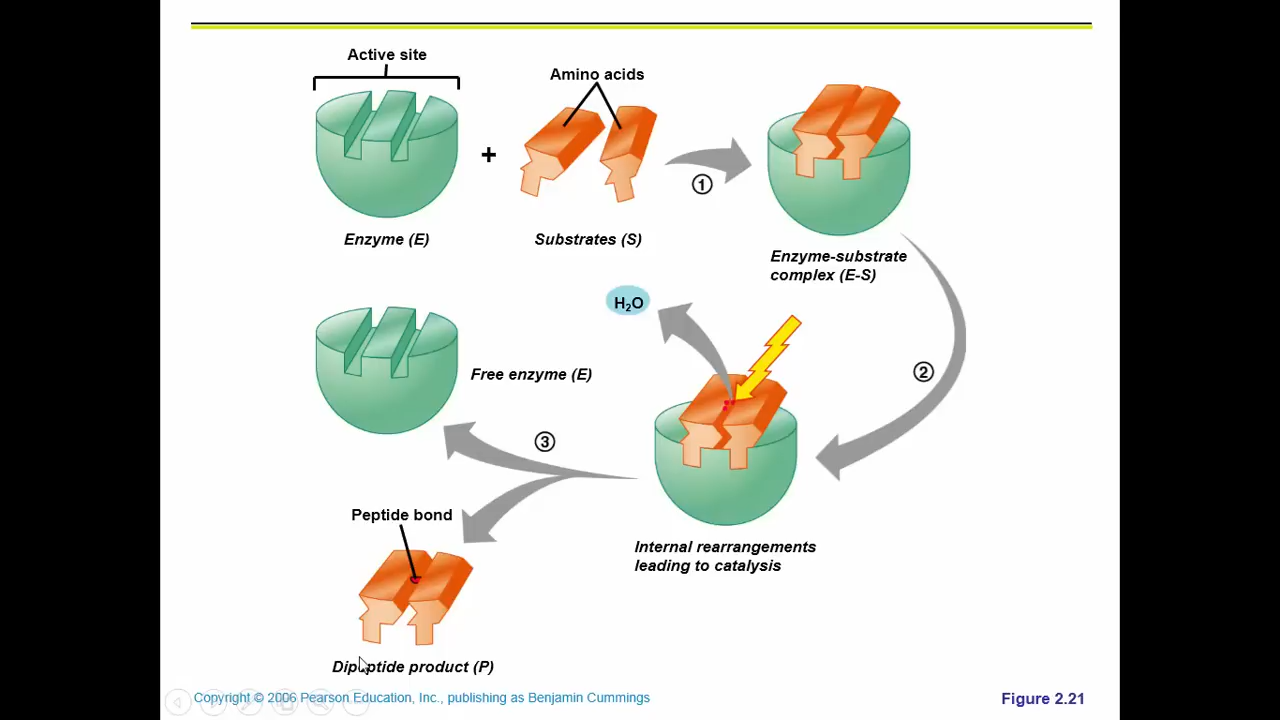 Active site
Amino acids
+
①
Enzyme (E)
Substrates (S)
Enzyme-substrate
complex (E-S)
H₂O
②
Free enzyme (E)
③
Peptide bond
Internal rearrangements
leading to catalysis
Dipeptide product (P)
Copyright © 2006 Pearson Education, Inc., publishing as Benjamin Cummings
Figure 2.21